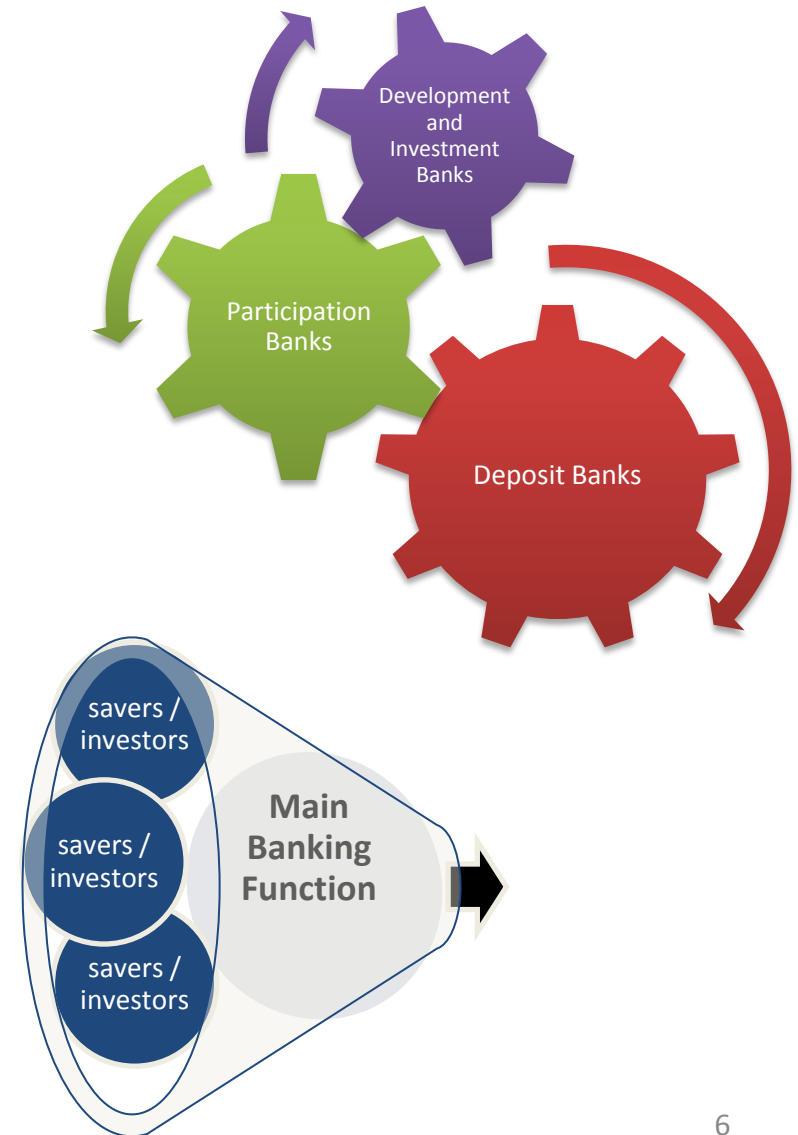 Development
and
Investment
Banks
Participation
Banks
Deposit Banks
savers /
investors
Main
Banking
Function
savers /
investors
savers /
investors
6